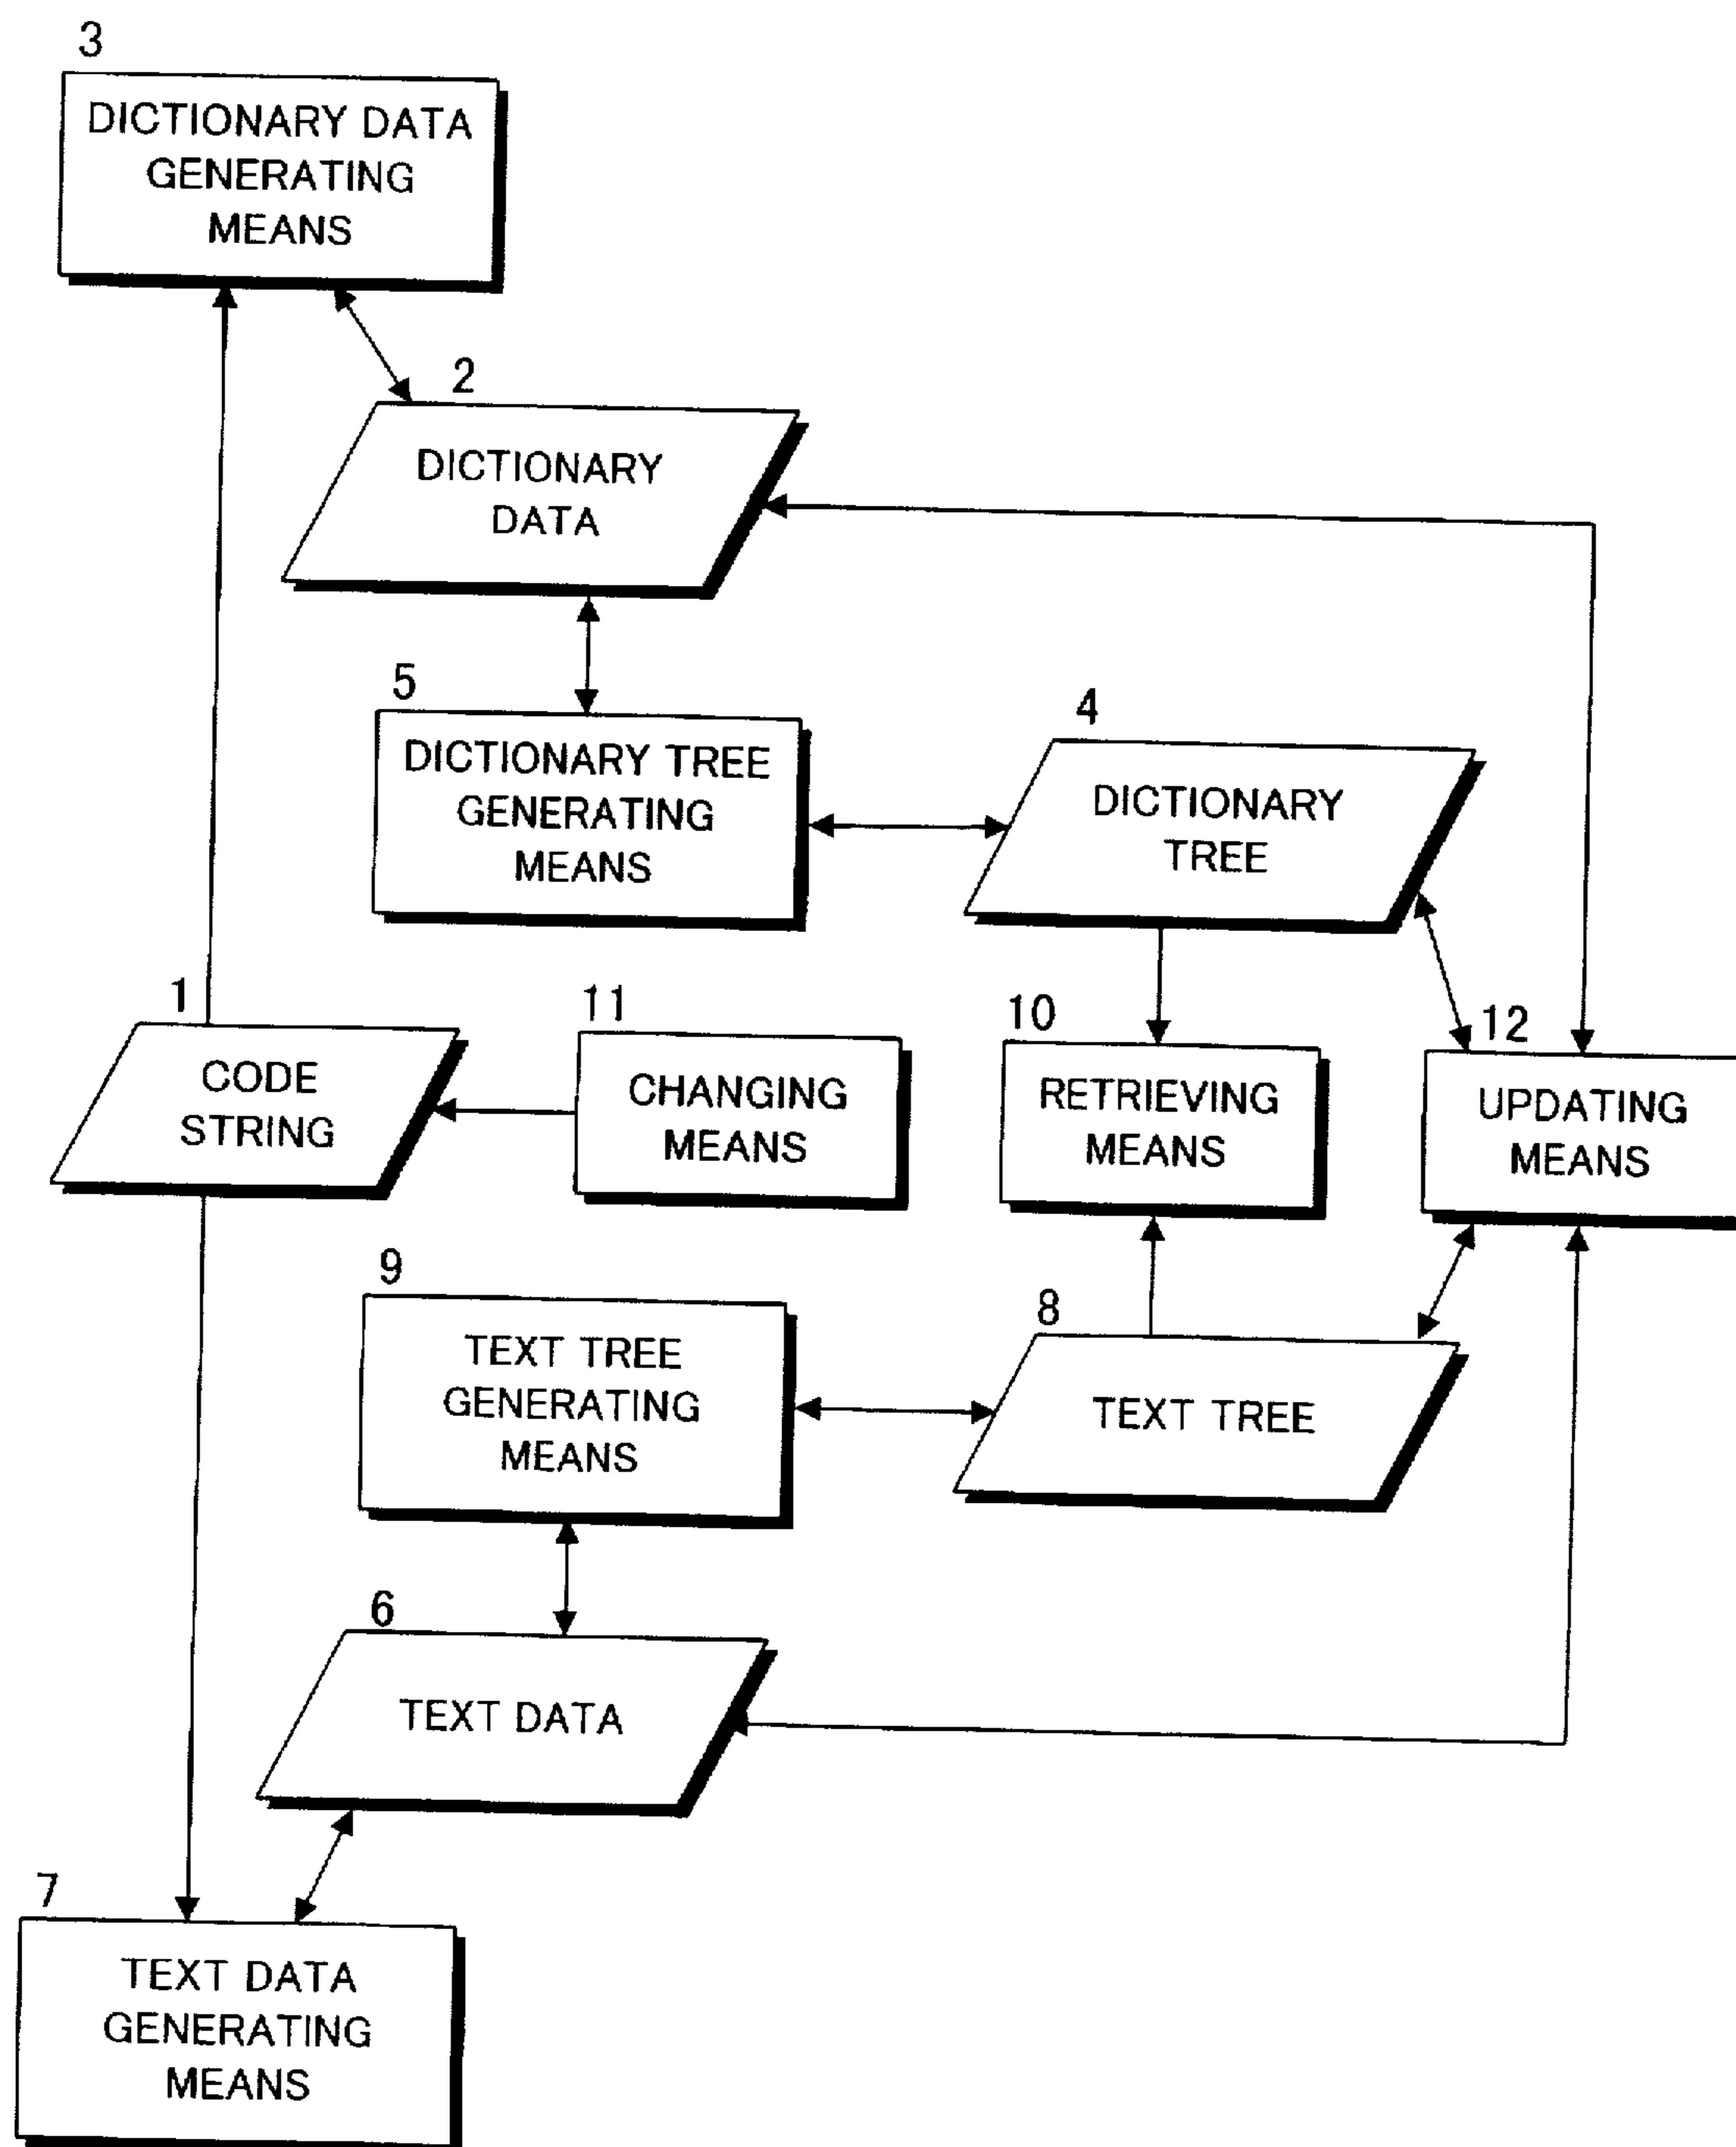 3
DICTIONARY DATA
GENERATING
MEANS
2
DICTIONARY
DATA
5
DICTIONARY TREE
GENERATING
MEANS
4
DICTIONARY
TREE
1
CODE
STRING
11
CHANGING
MEANS
10
RETRIEVING
MEANS
12
UPDATING
MEANS
9
TEXT TREE
GENERATING
MEANS
8
TEXT TREE
6
TEXT DATA
7
TEXT DATA
GENERATING
MEANS